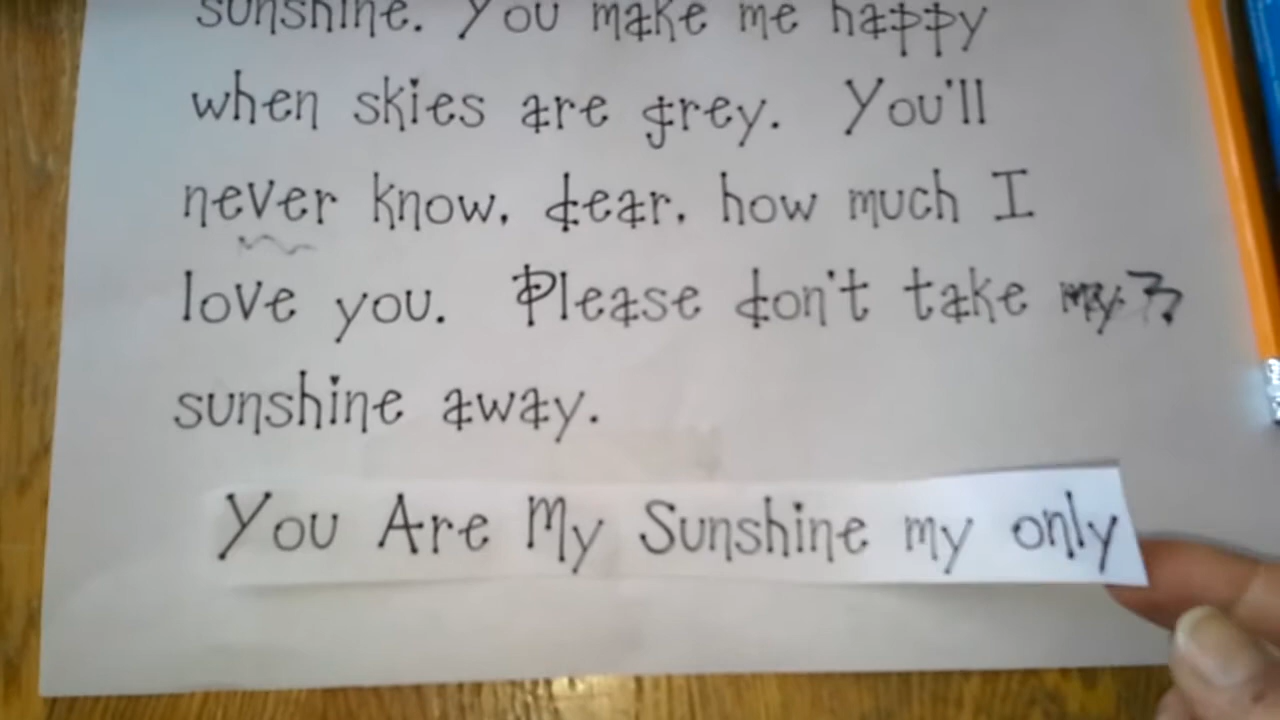 sunshine. You make me happy
when skies are grey. You'll
never know, dear, how much I
love you. Please don't take my
sunshine away.
You Are My Sunshine my only